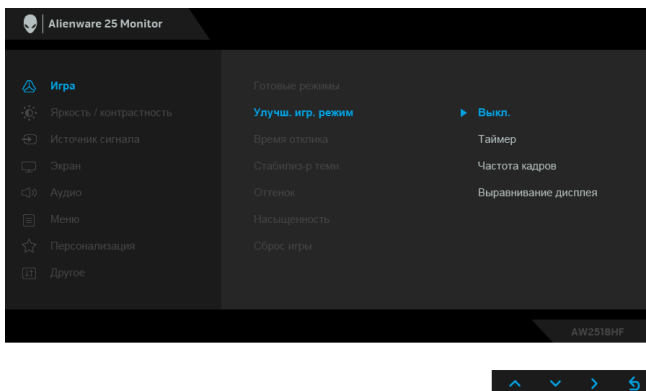 Alienware 25 Monitor
Игра
Яркость / контрастность
Источник сигнала
Экран
Аудио
Меню
Персонализация
Другое
Готовые режимы
Улучш. игр. режим
Время отклика
Стабилиз-р темн
Оттенок
Насыщенность
Сброс игры
Выкл.
Таймер
Частота кадров
Выравнивание дисплея
AW2518HF